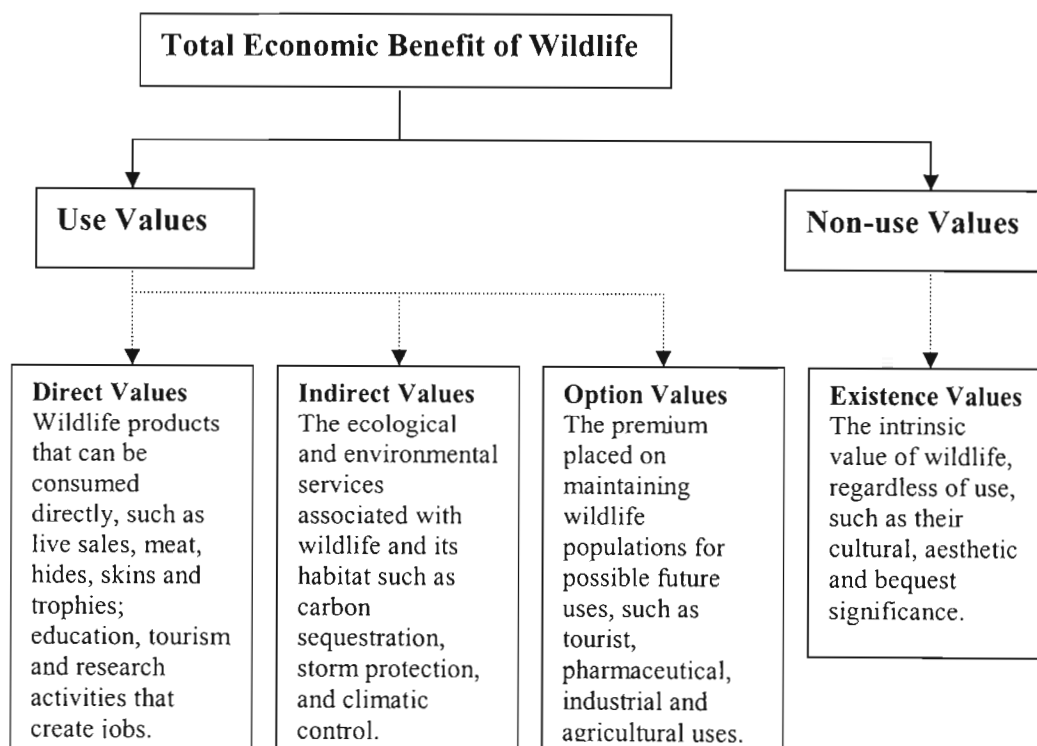 Total Economic Benefit of Wildlife
Use Values
Non-use Values
Direct Values
Wildlife products
that can be
consumed
directly, such as
live sales, meat,
hides, skins and
trophies;
education, tourism
and research
activities that
create jobs.
Indirect Values
The ecological
and environmental
services
associated with
wildlife and its
habitat such as
carbon
sequestration,
storm protection,
and climatic
control.
Option Values
The premium
placed on
maintaining
wildlife
populations for
possible future
uses, such as
tourist,
pharmaceutical,
industrial and
agricultural uses.
Existence Values
The intrinsic
value of wildlife,
regardless of use,
such as their
cultural, aesthetic
and bequest
significance.